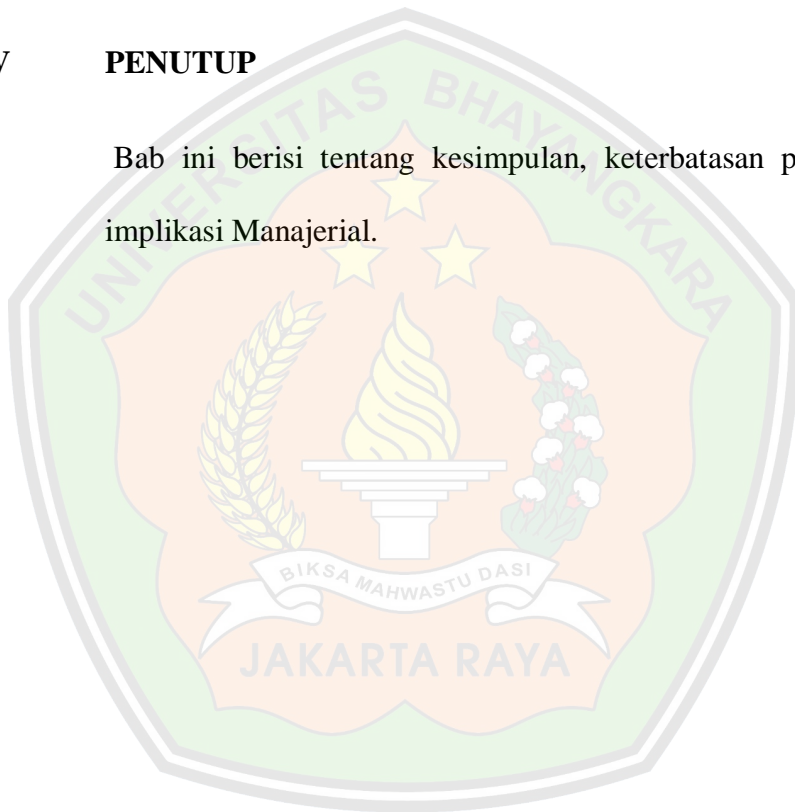 V PENUTUP
Bab ini berisi tentang kesimpulan, keterbatasan p
implikasi Manajerial.
UNIVERSITAS BHAYANGKARA
BIKSA MAHWASTU DASI
JAKARTA RAYA